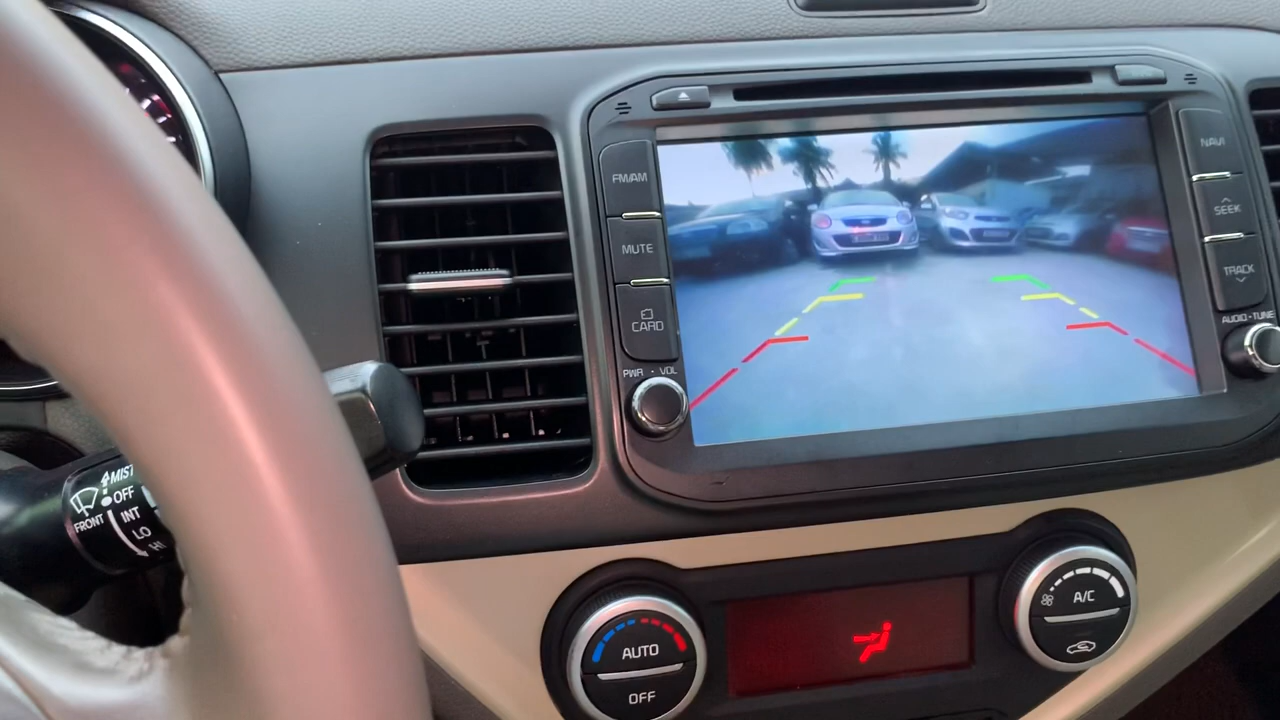 FM/AM
MUTE
CARD
PWR • VOL
NAVI
SEEK
TRACK
AUDIO • TUNE
MIST
OFF
FRONT
INT
LO
HI
AUTO
OFF
A/C